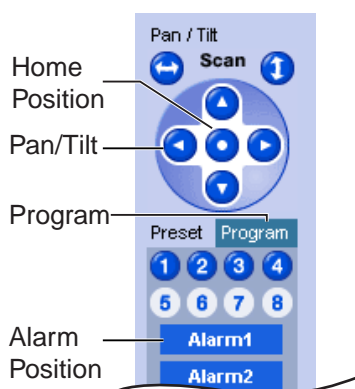 Pan / Tilt
Scan
Home
Position
Pan/Tilt
Program
Preset Program
1 2 3 4
5 6 7 8
Alarm
Position
Alarm1
Alarm2